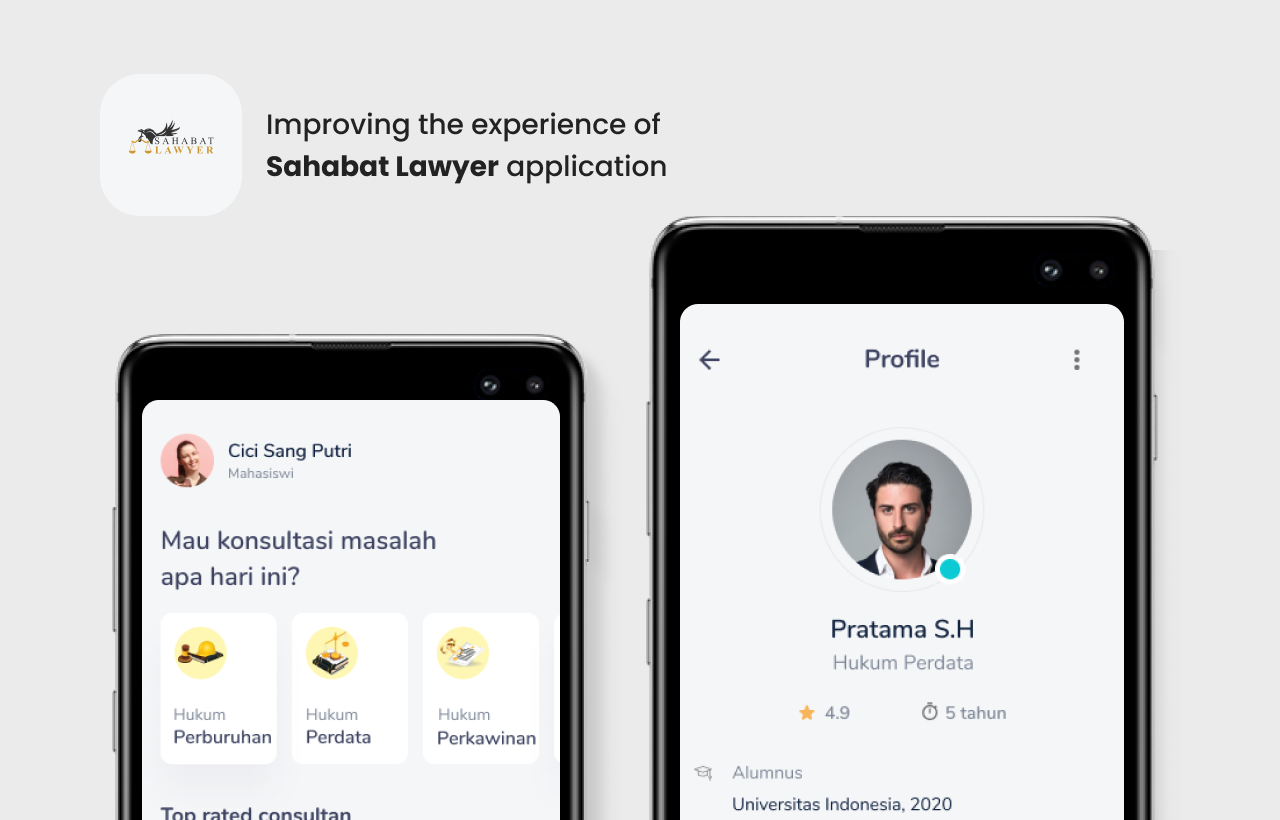 SAHABAT
LAWYER
Improving the experience of
Sahabat Lawyer application
Cici Sang Putri
Mahasiswi
Mau konsultasi masalah
apa hari ini?
Hukum
Perburuhan
Hukum
Perdata
Hukum
Perkawinan
Top rated consultan
Profile
Pratama S.H
Hukum Perdata
4.9
5 tahun
Alumnus
Universitas Indonesia, 2020